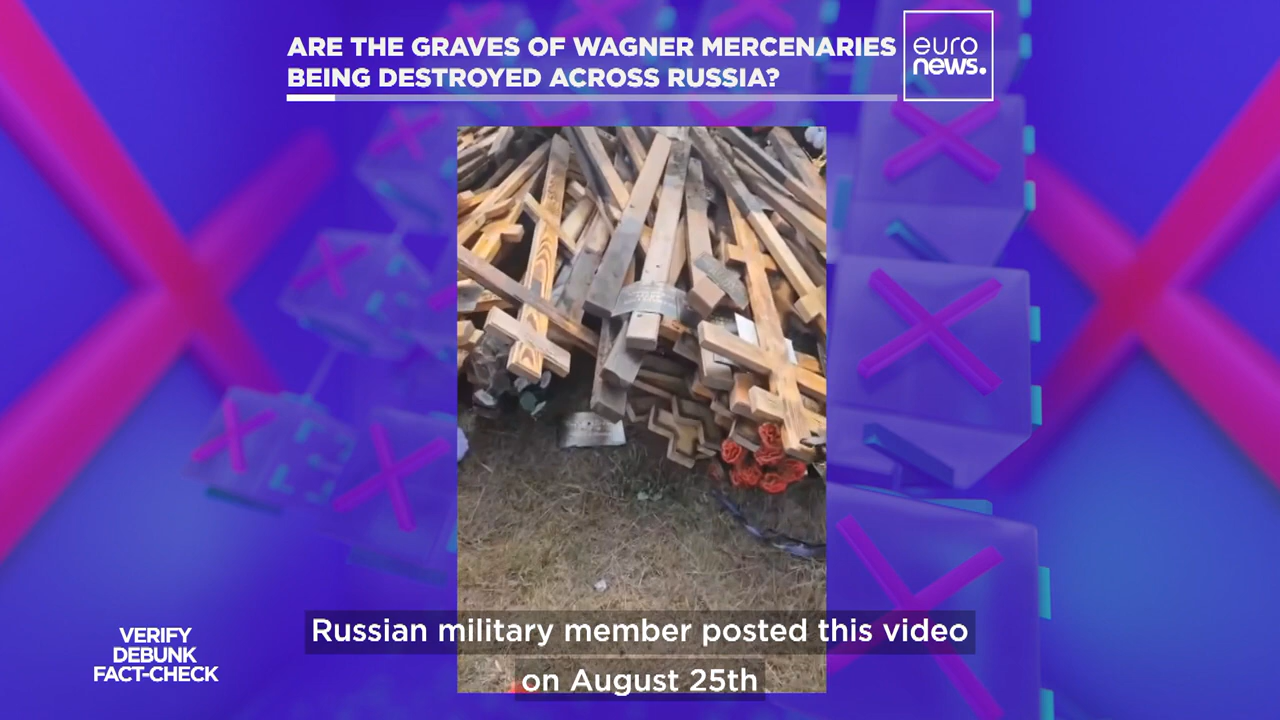 ARE THE GRAVES OF WAGNER MERCENARIES
BEING DESTROYED ACROSS RUSSIA?
euro
news.
Russian military member posted this video
on August 25th
VERIFY
DEBUNK
FACT-CHECK